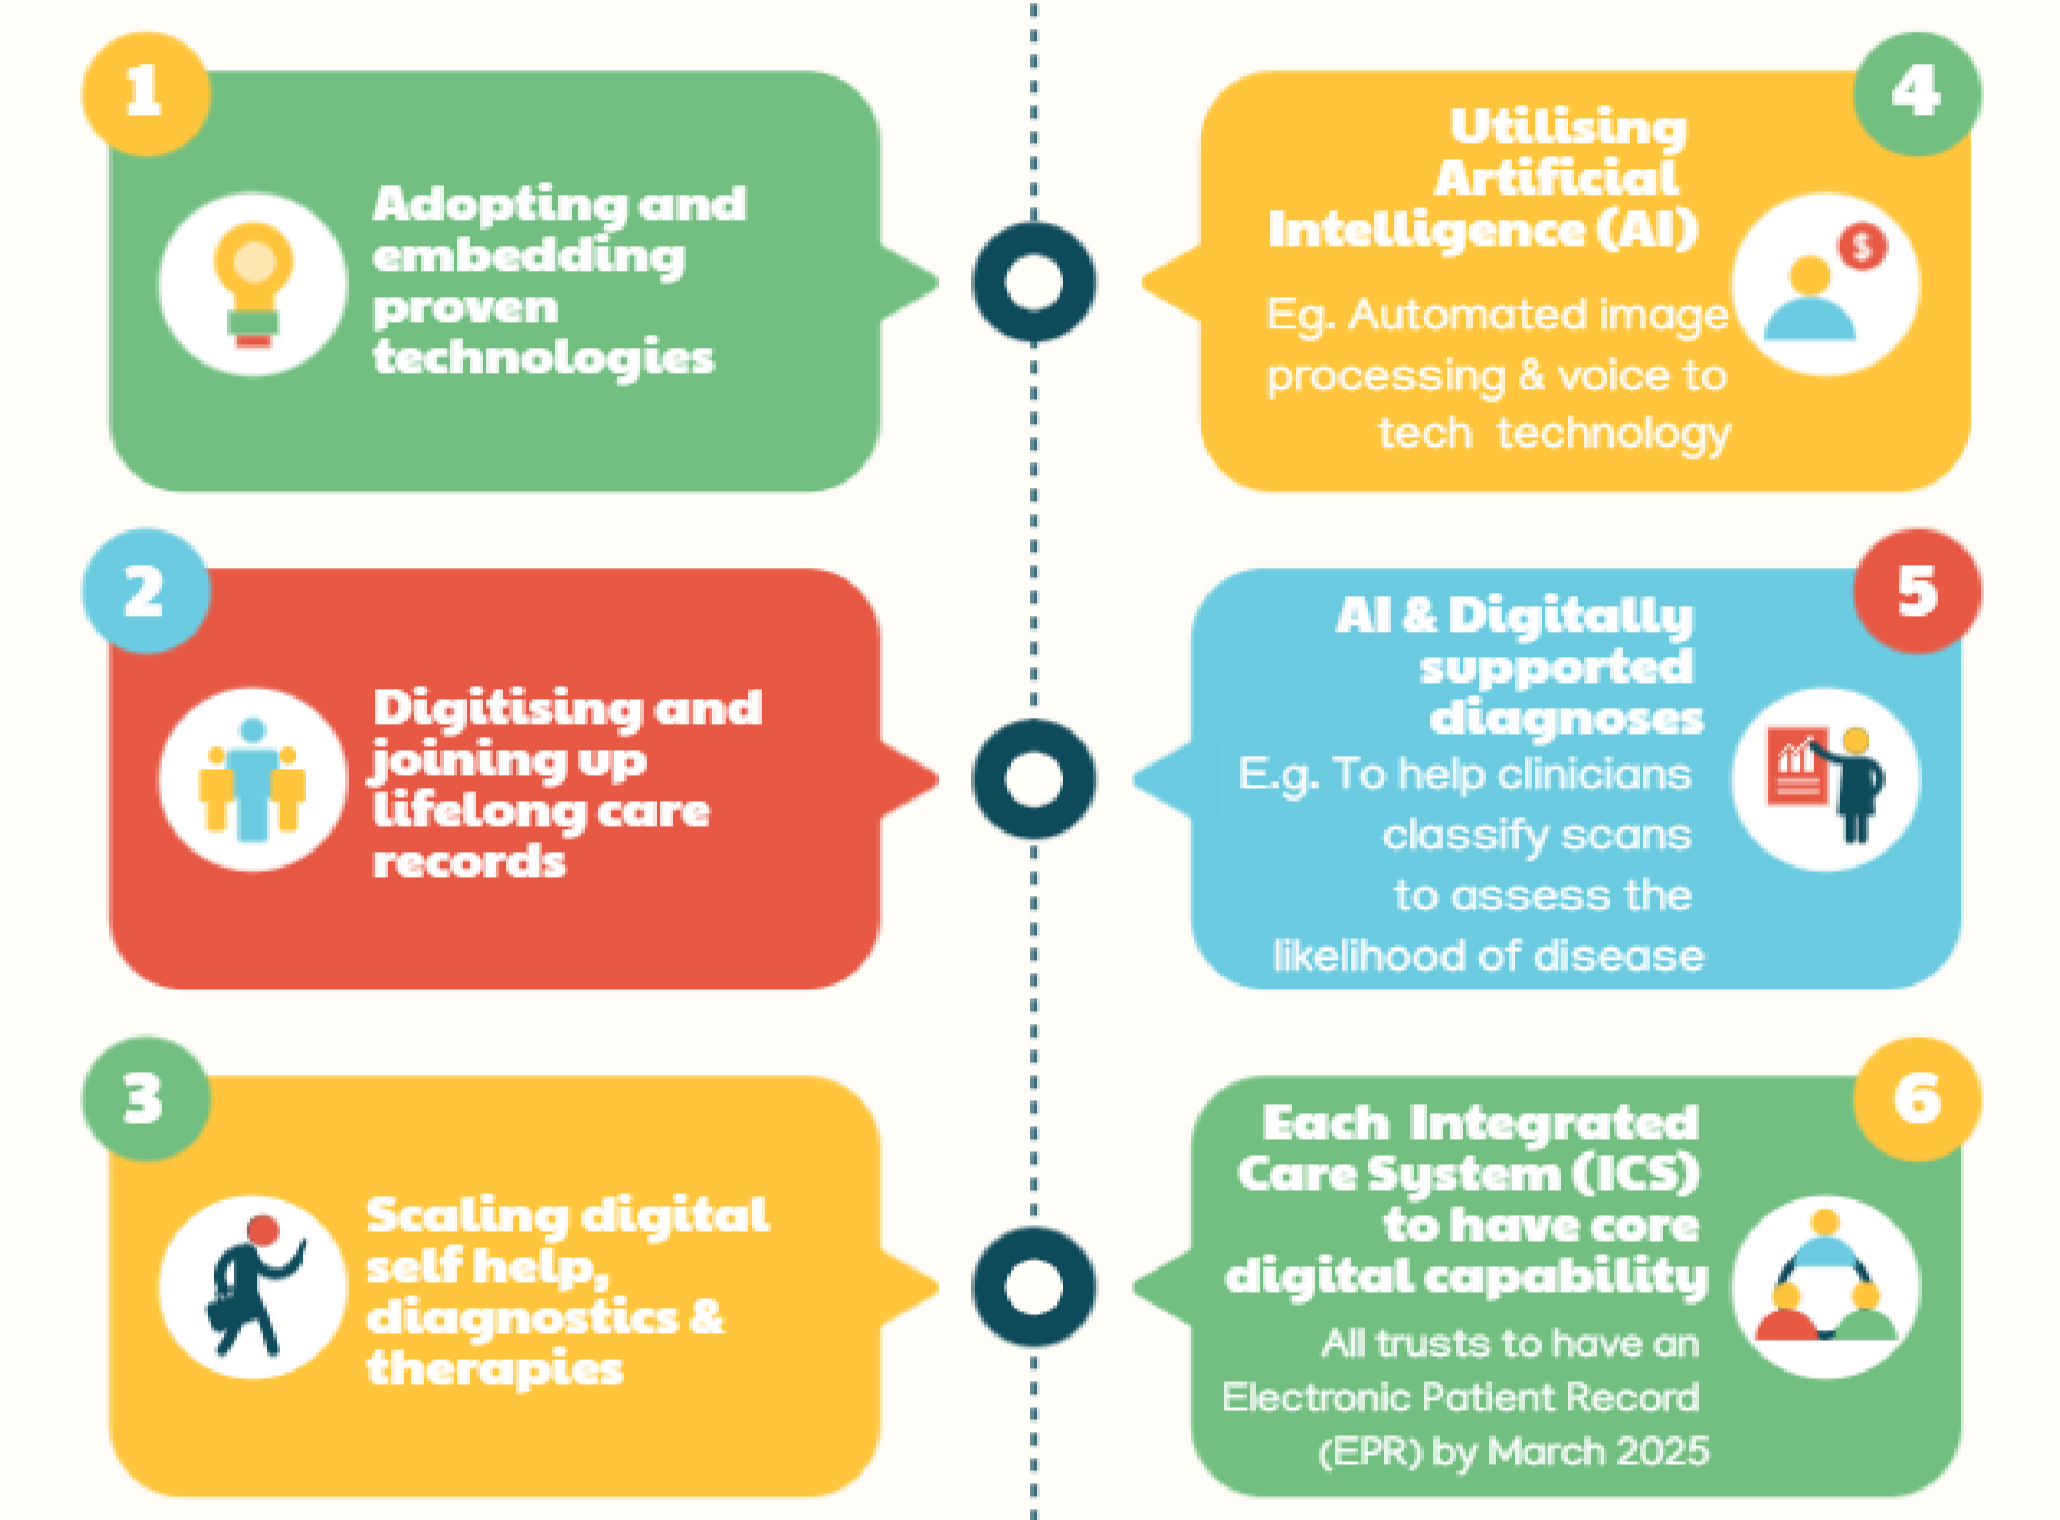 1
Adopting and
embedding
proven
technologies
2
Digitising and
joining up
lifelong care
records
3
Scaling digital
self help,
diagnostics &
therapies
4
Utilising
Artificial
Intelligence (AI)
$
Eg. Automated image
processing & voice to
tech technology
5
AI & Digitally
supported
diagnoses
E.g. To help clinicians
classify scans
to assess the
likelihood of disease
6
Each Integrated
Care System (ICS)
to have core
digital capability
All trusts to have an
Electronic Patient Record
(EPR) by March 2025